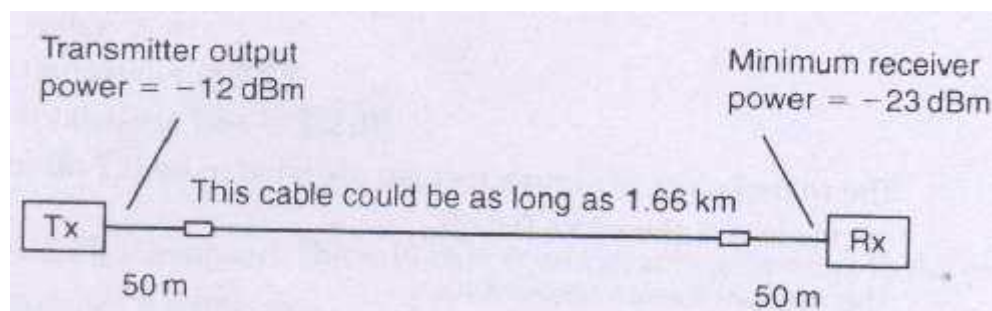 Transmitter output
power = −12 dBm
Minimum receiver
power = −23 dBm
This cable could be as long as 1.66 km
Tx
Rx
50 m
50 m